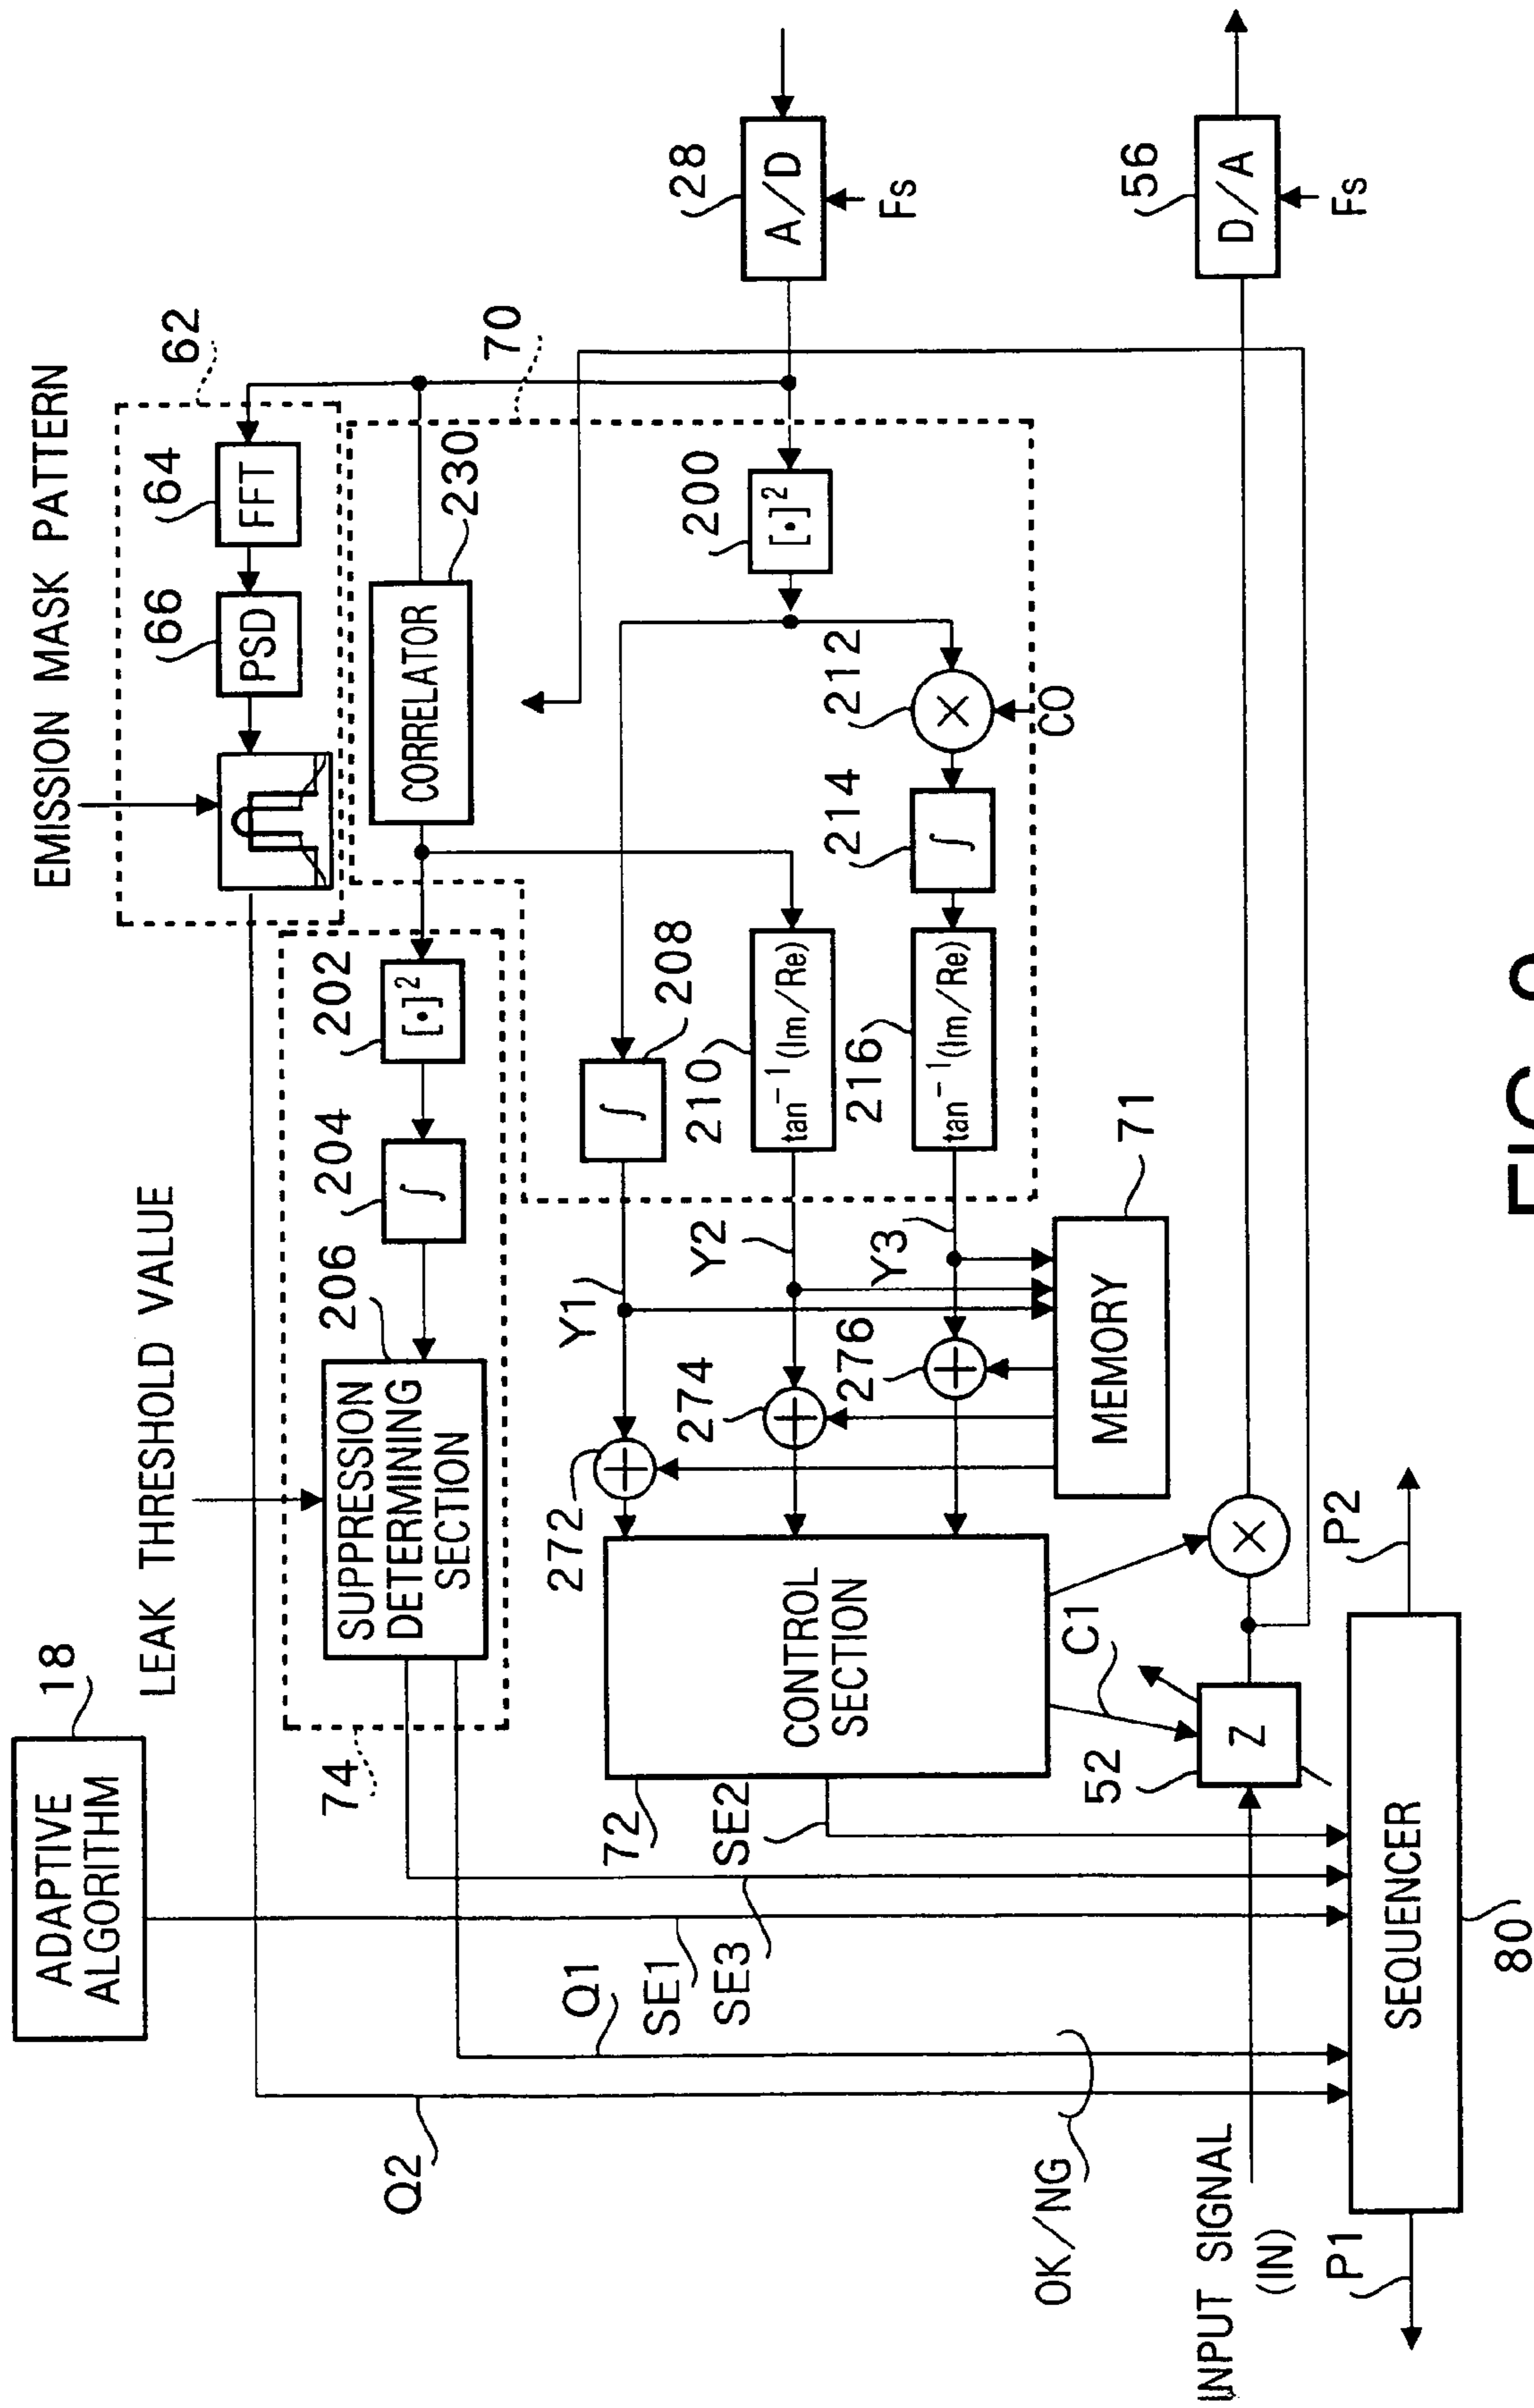 ADAPTIVE
ALGORITHM
18
LEAK THRESHOLD VALUE
EMISSION MASK PATTERN
62
64
FFT
66
PSD
74
SUPPRESSION
DETERMINING
SECTION
206
204
∫
202
[•]²
CORRELATOR
230
70
28
A/D
Fs
200
[•]²
208
∫
210
tan⁻¹(Im/Re)
212
×
CO
214
∫
216
tan⁻¹(Im/Re)
Y1
Y2
Y3
272
+
274
+
276
+
MEMORY
71
72
CONTROL
SECTION
SE2
SE3
SE1
Q1
Q2
OK/NG
C1
52
Z
×
56
D/A
Fs
INPUT SIGNAL
(IN)
P1
P2
SEQUENCER
80